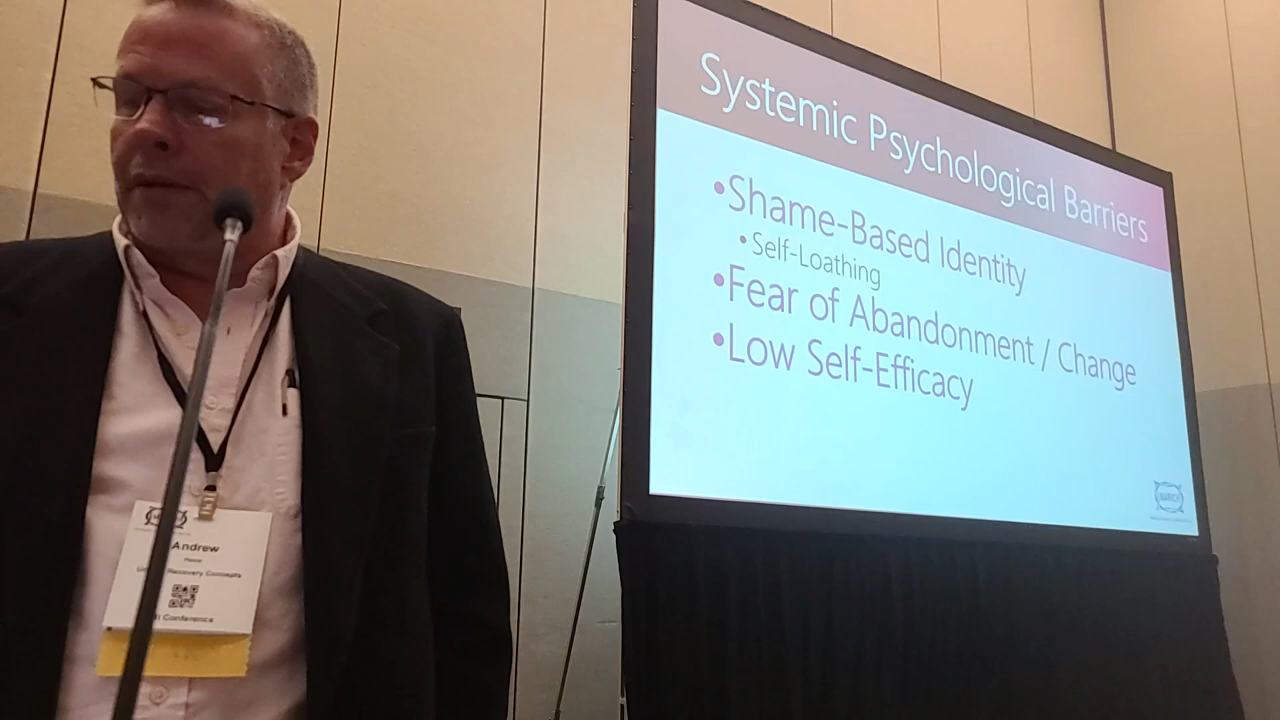 Systemic Psychological Barriers
•Shame-Based Identity
•Self-Loathing
•Fear of Abandonment / Change
•Low Self-Efficacy
Andrew
Recovery Concepts
Conference